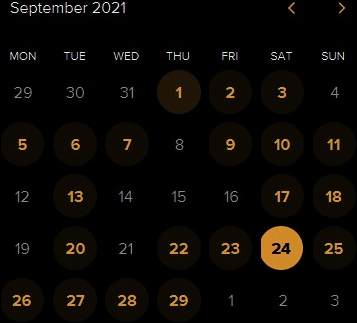 September 2021
MON TUE WED THU FRI SAT SUN
29 30 31 1 2 3 4
5 6 7 8 9 10 11
12 13 14 15 16 17 18
19 20 21 22 23 24 25
26 27 28 29 1 2 3